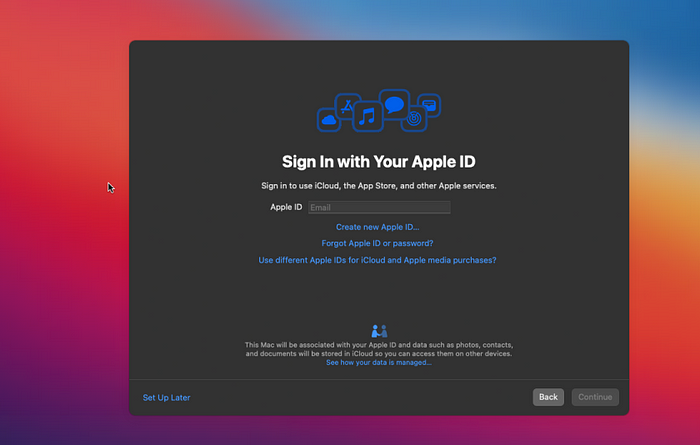 Sign In with Your Apple ID
Sign in to use iCloud, the App Store, and other Apple services.
Apple ID Email
Create new Apple ID...
Forgot Apple ID or password?
Use different Apple IDs for iCloud and Apple media purchases?
This Mac will be associated with your Apple ID and data such as photos, contacts,
and documents will be stored in iCloud so you can access them on other devices.
See how your data is managed...
Set Up Later Back Continue